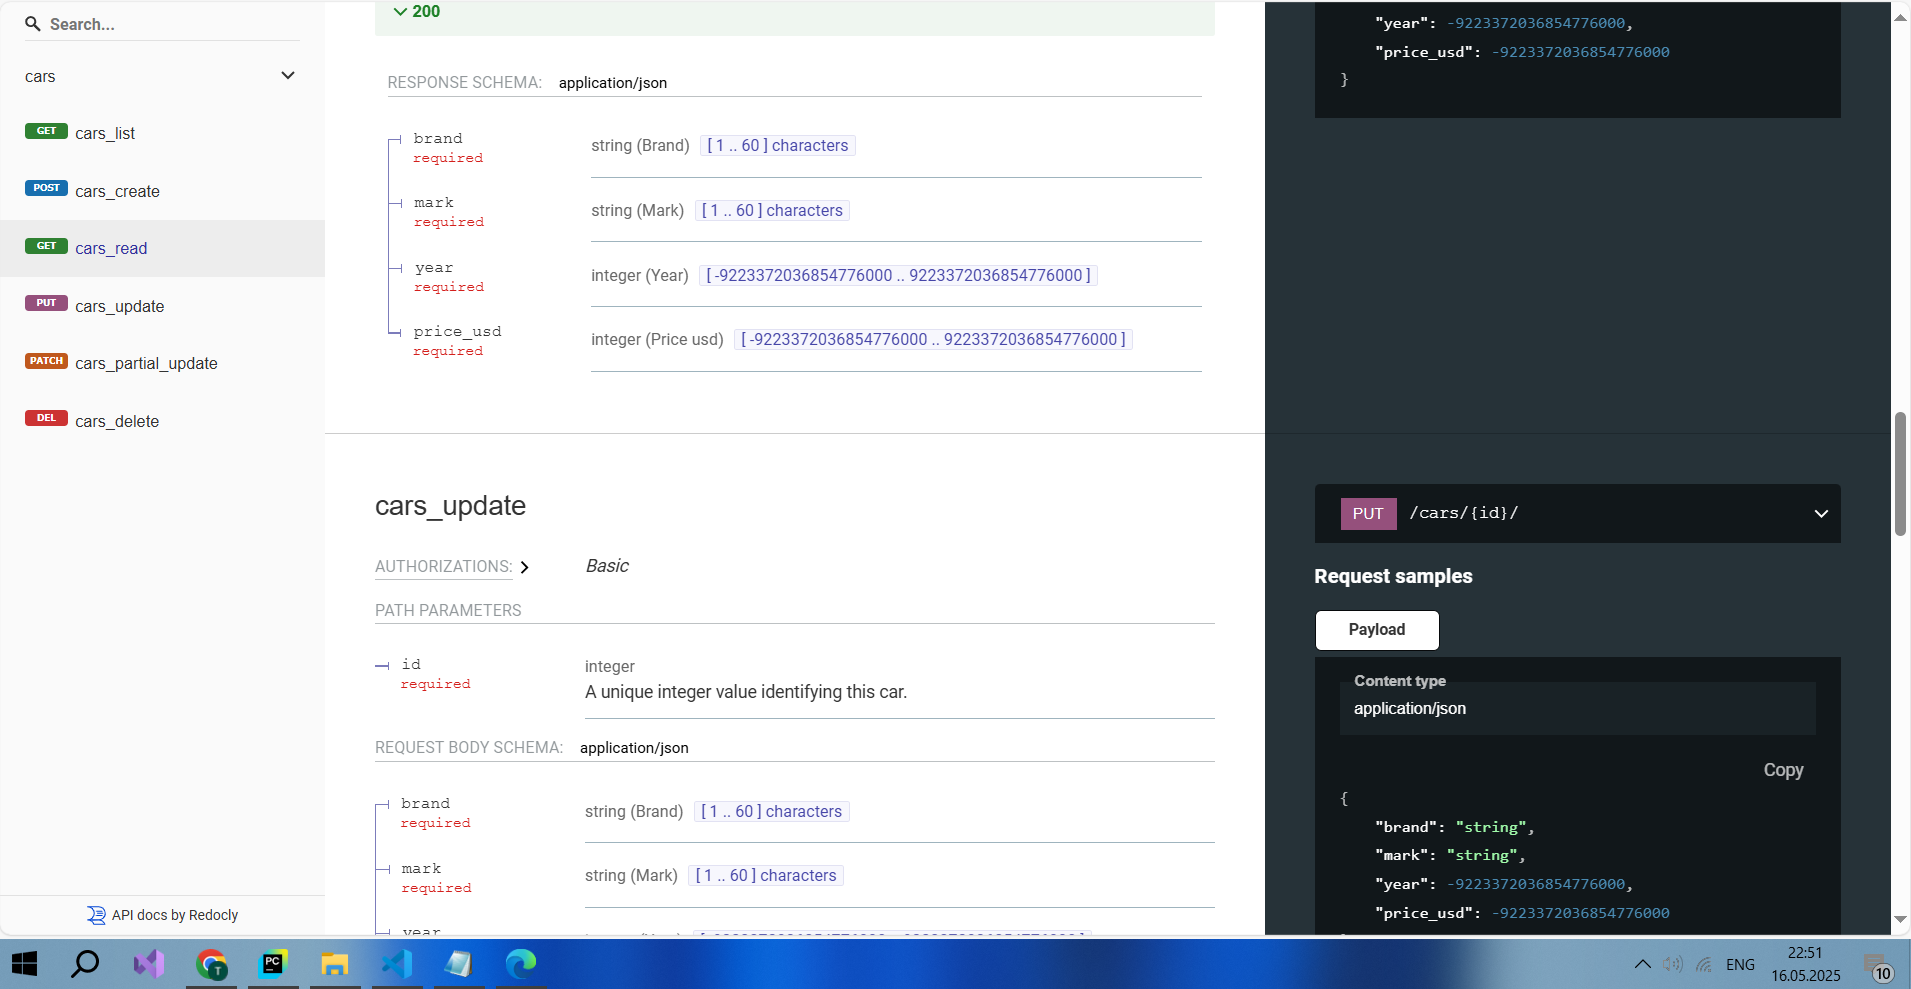 Search...
cars
GET cars_list
POST cars_create
GET cars_read
PUT cars_update
PATCH cars_partial_update
DEL cars_delete
API docs by Redocly
200
RESPONSE SCHEMA: application/json
brand
required
string (Brand) [ 1 .. 60 ] characters
mark
required
string (Mark) [ 1 .. 60 ] characters
year
required
integer (Year) [ -9223372036854776000 .. 9223372036854776000 ]
price_usd
required
integer (Price usd) [ -9223372036854776000 .. 9223372036854776000 ]
cars_update
AUTHORIZATIONS: Basic
PATH PARAMETERS
id
required
integer
A unique integer value identifying this car.
REQUEST BODY SCHEMA: application/json
brand
required
string (Brand) [ 1 .. 60 ] characters
mark
required
string (Mark) [ 1 .. 60 ] characters
year
"year": -9223372036854776000,
"price_usd": -9223372036854776000
}
PUT /cars/{id}/
Request samples
Payload
Content type
application/json
Copy
{
"brand": "string",
"mark": "string",
"year": -9223372036854776000,
"price_usd": -9223372036854776000
PC
T
ENG
22:51
16.05.2025
10